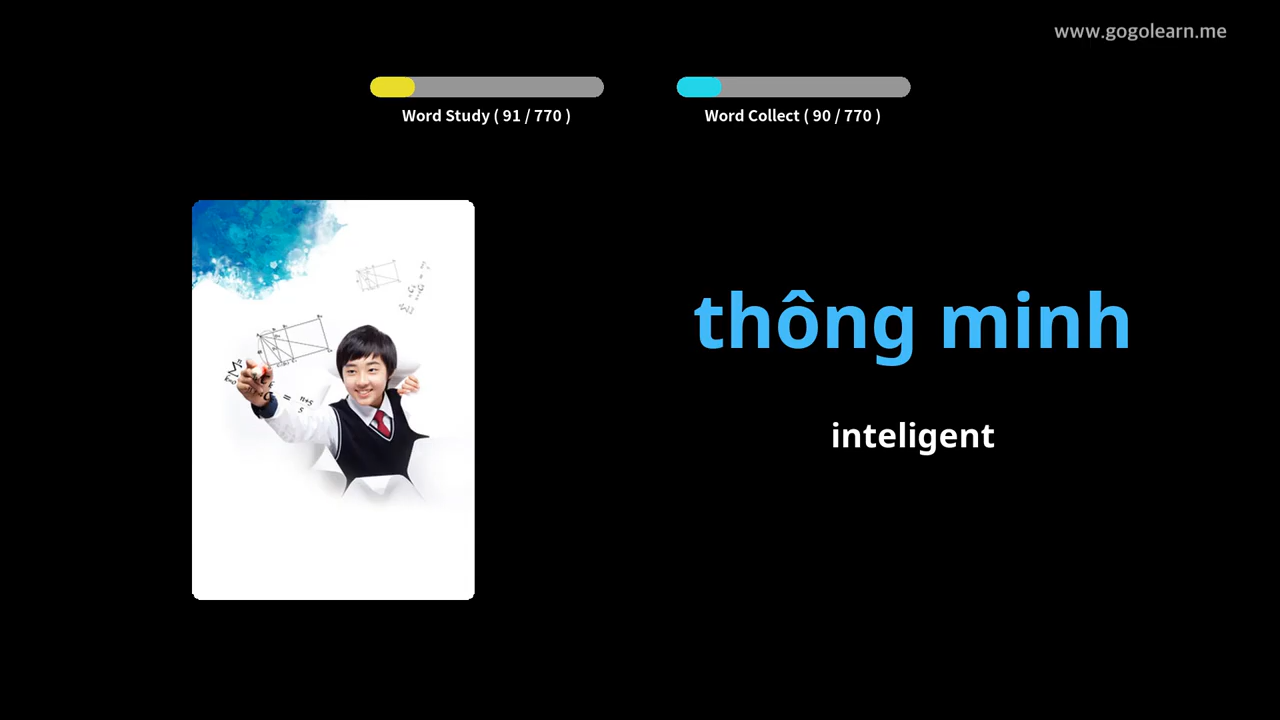 www.gogolearn.me
Word Study ( 91 / 770 )
Word Collect ( 90 / 770 )
thông minh
inteligent